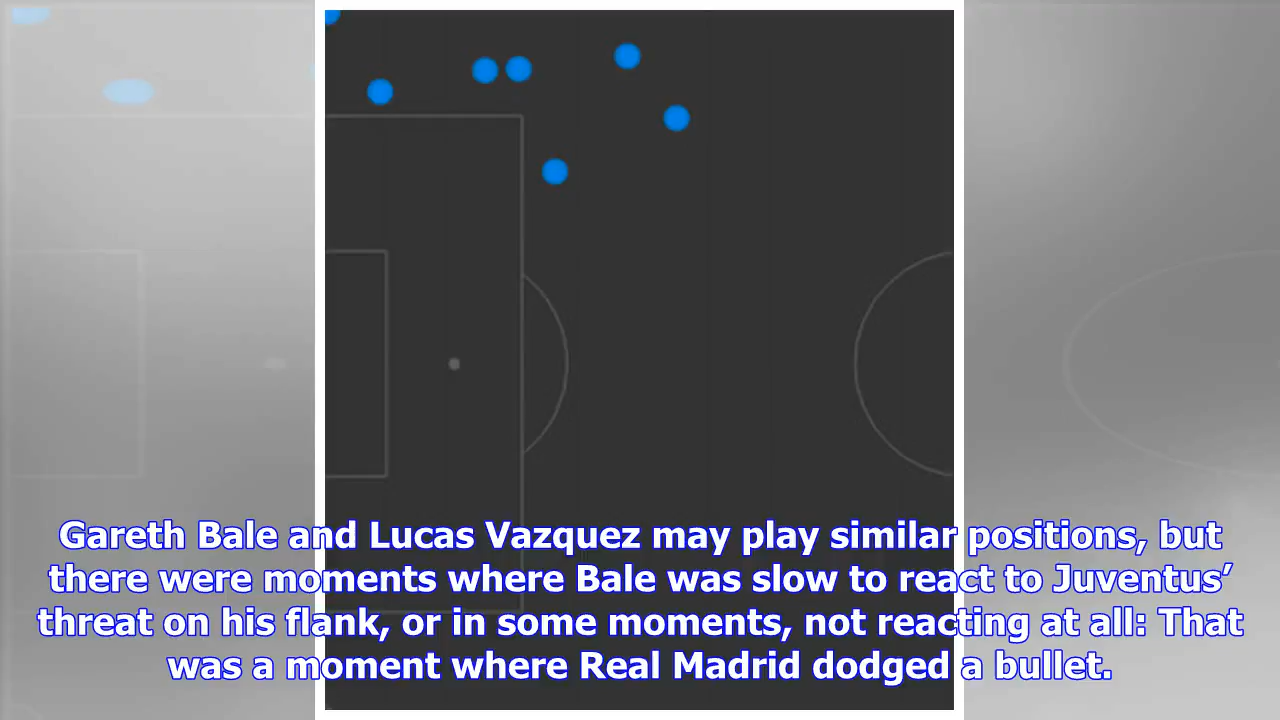 Gareth Bale and Lucas Vazquez may play similar positions, but
there were moments where Bale was slow to react to Juventus’
threat on his flank, or in some moments, not reacting at all: That
was a moment where Real Madrid dodged a bullet.